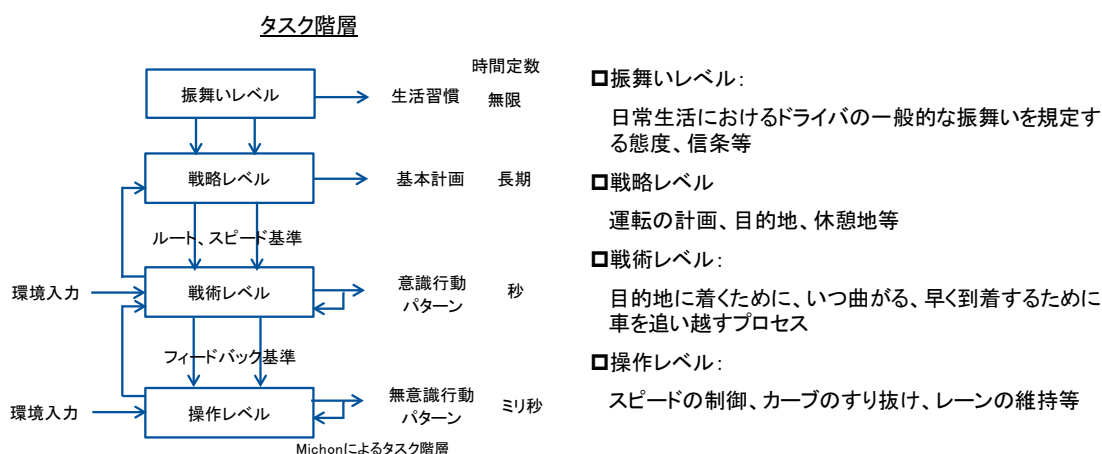 タスク階層
時間定数
振舞いレベル
生活習慣
無限
戦略レベル
基本計画
長期
ルート、スピード基準
環境入力
戦術レベル
意識行動
パターン
秒
フィードバック基準
環境入力
操作レベル
無意識行動
パターン
ミリ秒
Michonによるタスク階層
振舞いレベル：
日常生活におけるドライバの一般的な振舞いを規定す
る態度、信条等
戦略レベル
運転の計画、目的地、休憩地等
戦術レベル：
目的地に着くために、いつ曲がる、早く到着するために
車を追い越すプロセス
操作レベル：
スピードの制御、カーブのすり抜け、レーンの維持等